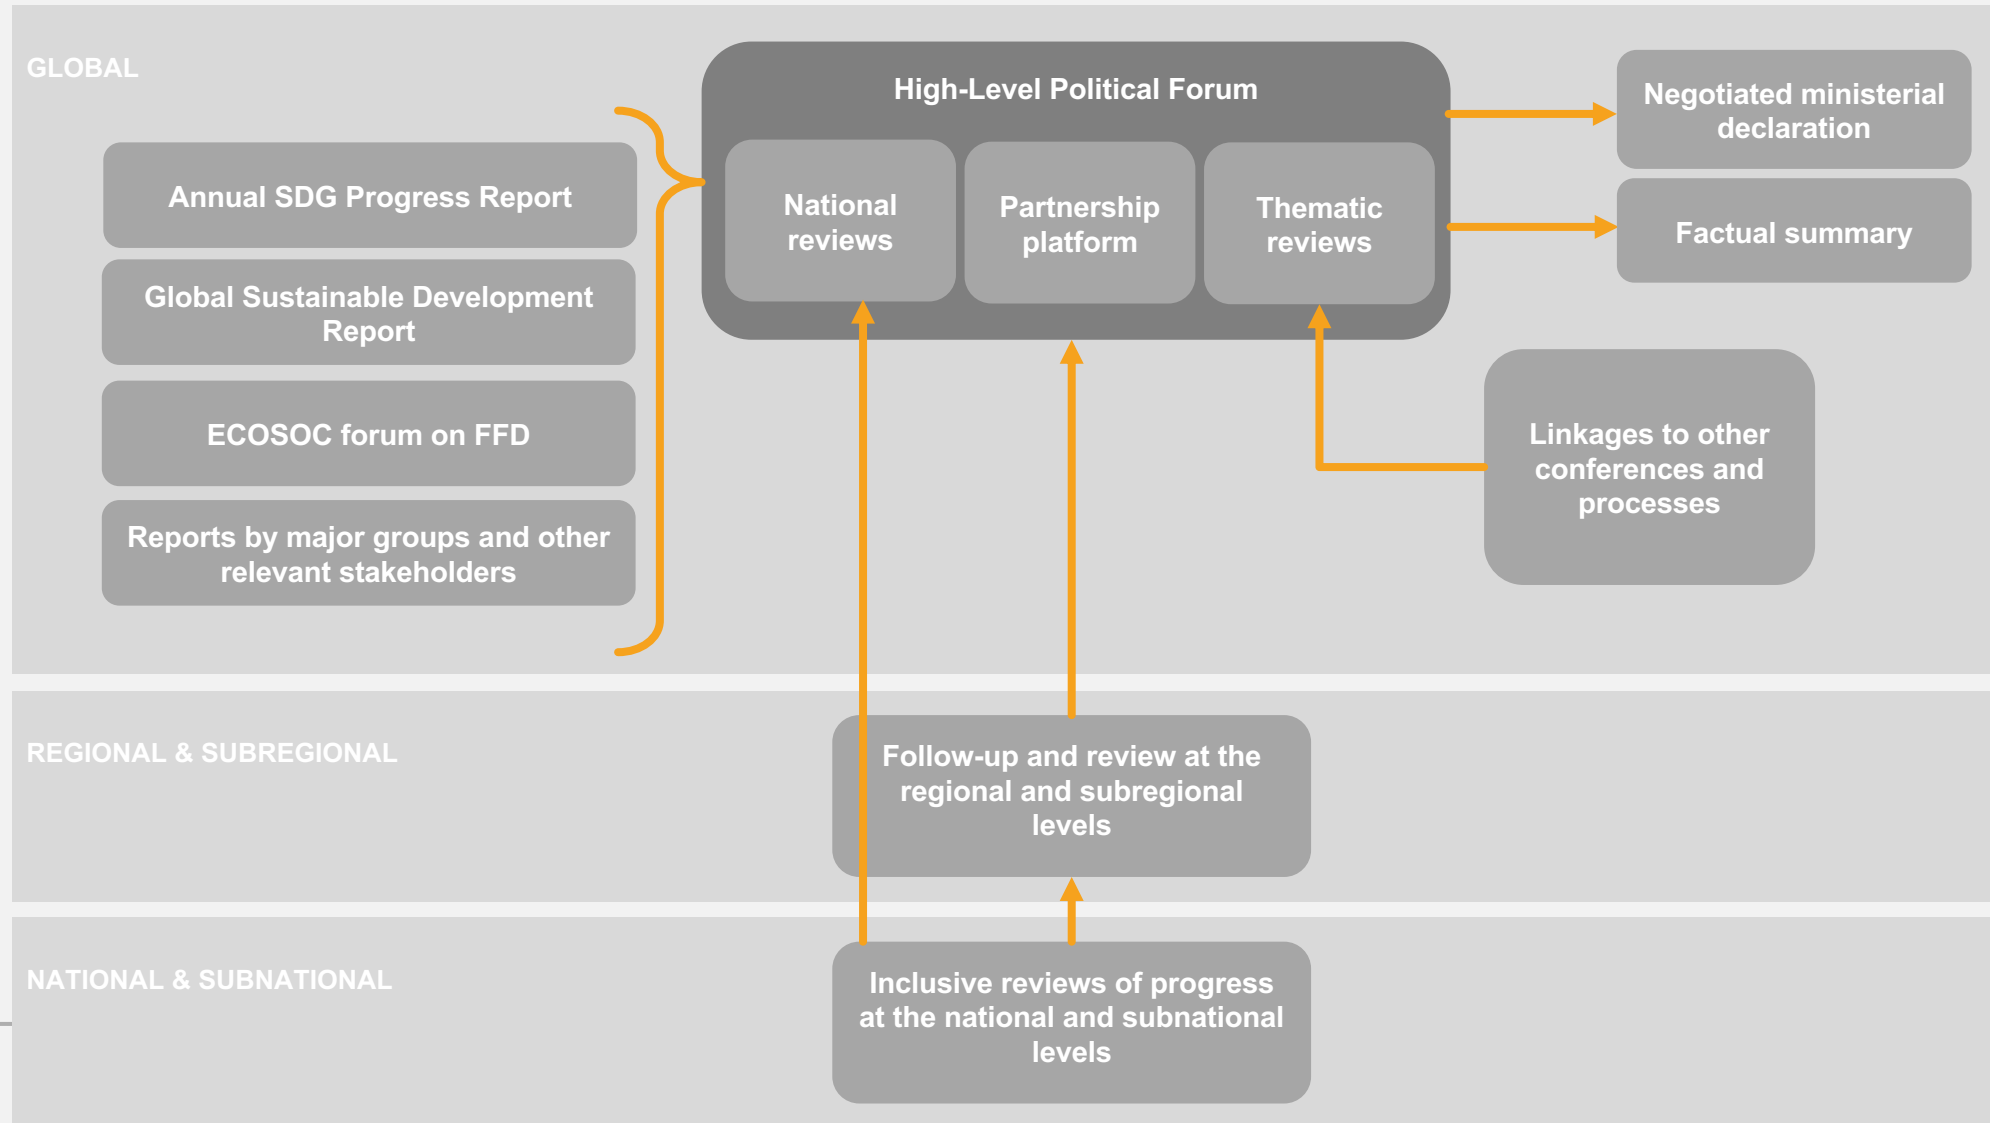 GLOBAL
High-Level Political Forum
National
reviews
Partnership
platform
Thematic
reviews
Negotiated ministerial
declaration
Factual summary
Annual SDG Progress Report
Global Sustainable Development
Report
ECOSOC forum on FFD
Reports by major groups and other
relevant stakeholders
Linkages to other
conferences and
processes
REGIONAL & SUBREGIONAL
Follow-up and review at the
regional and subregional
levels
NATIONAL & SUBNATIONAL
Inclusive reviews of progress
at the national and subnational
levels